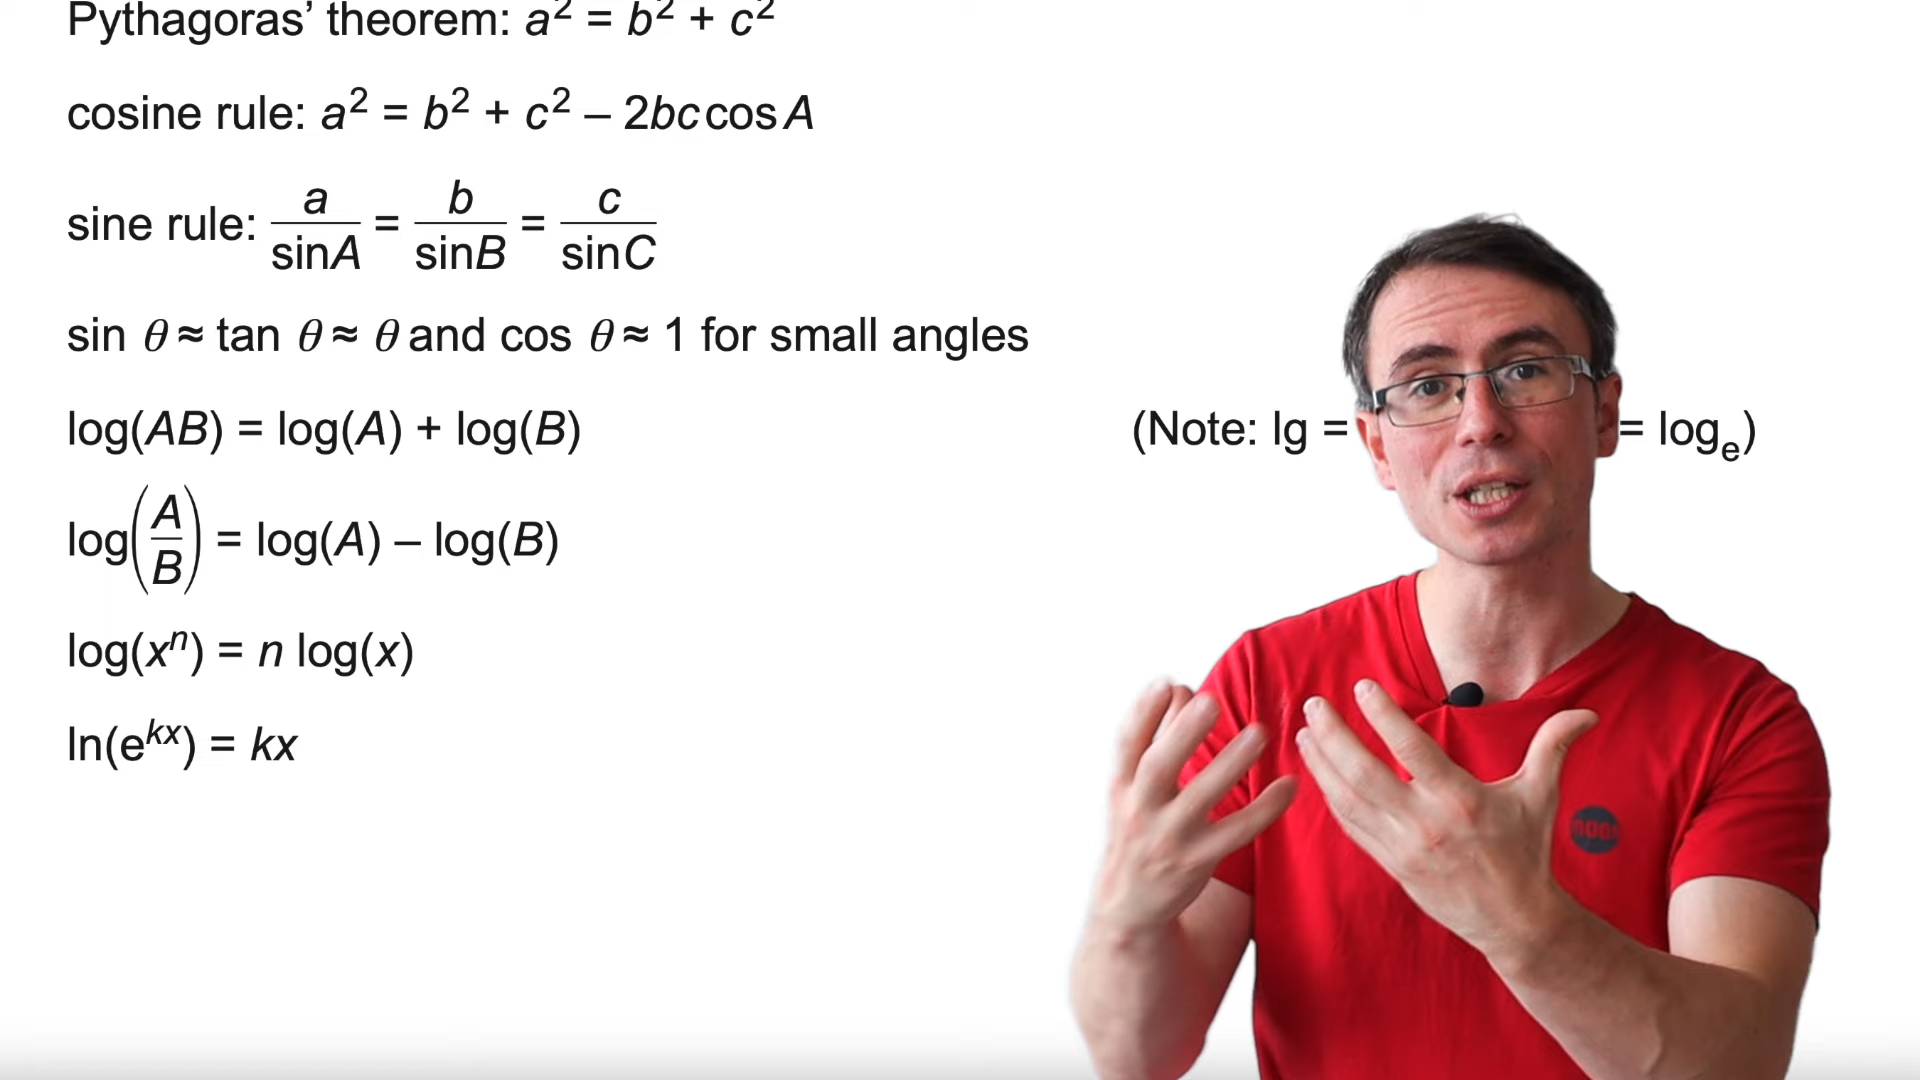 Pythagoras’ theorem: a² = b² + c²
cosine rule: a² = b² + c² – 2bc cos A
sine rule: a/sinA = b/sinB = c/sinC
sin θ ≈ tan θ ≈ θ and cos θ ≈ 1 for small angles
log(AB) = log(A) + log(B) (Note: lg = = logₑ)
log(A/B) = log(A) – log(B)
log(xⁿ) = n log(x)
ln(eᵏˣ) = kx